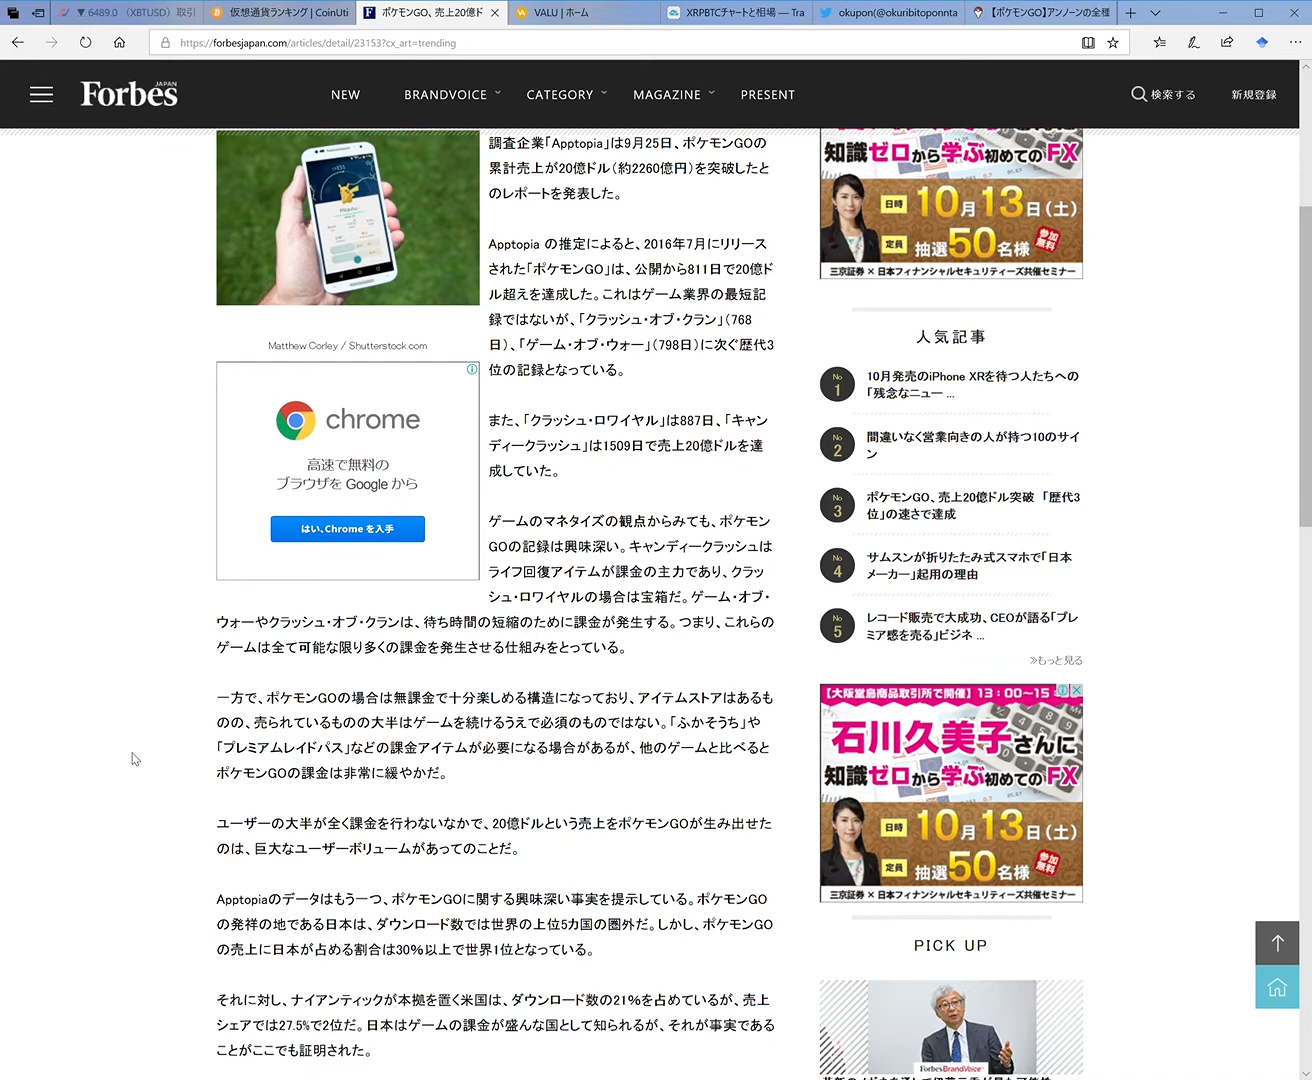 ▼ 6489.0 （XBTUSD）取引
仮想通貨ランキング | CoinUti
ポケモンGO、売上20億ド
VALU | ホーム
XRPBTCチャートと相場 — Tra
okupon(@okuribitoponnta
【ポケモンGO】アンノーンの全種
https://forbesjapan.com/articles/detail/23153?cx_art=trending
Forbes JAPAN
NEW
BRANDVOICE
CATEGORY
MAGAZINE
PRESENT
検索する
新規登録
調査企業「Apptopia」は9月25日、ポケモンGOの
累計売上が20億ドル（約2260億円）を突破したと
のレポートを発表した。
Apptopia の推定によると、2016年7月にリリース
された「ポケモンGO」は、公開から811日で20億ド
ル超えを達成した。これはゲーム業界の最短記
録ではないが、「クラッシュ・オブ・クラン」（768
日）、「ゲーム・オブ・ウォー」（798日）に次ぐ歴代3
位の記録となっている。
Matthew Corley / Shutterstock.com
chrome
高速で無料の
ブラウザを Google から
はい、Chrome を入手
また、「クラッシュ・ロワイヤル」は887日、「キャン
ディークラッシュ」は1509日で売上20億ドルを達
成していた。
ゲームのマネタイズの観点からみても、ポケモン
GOの記録は興味深い。キャンディークラッシュは
ライフ回復アイテムが課金の主力であり、クラッ
シュ・ロワイヤルの場合は宝箱だ。ゲーム・オブ・
ウォーやクラッシュ・オブ・クランは、待ち時間の短縮のために課金が発生する。つまり、これらの
ゲームは全て可能な限り多くの課金を発生させる仕組みをとっている。
一方で、ポケモンGOの場合は無課金で十分楽しめる構造になっており、アイテムストアはあるも
のの、売られているものの大半はゲームを続けるうえで必須のものではない。「ふかそうち」や
「プレミアムレイドパス」などの課金アイテムが必要になる場合があるが、他のゲームと比べると
ポケモンGOの課金は非常に緩やかだ。
ユーザーの大半が全く課金を行わないなかで、20億ドルという売上をポケモンGOが生み出せた
のは、巨大なユーザーボリュームがあってのことだ。
Apptopiaのデータはもう一つ、ポケモンGOに関する興味深い事実を提示している。ポケモンGO
の発祥の地である日本は、ダウンロード数では世界の上位5カ国の圏外だ。しかし、ポケモンGO
の売上に日本が占める割合は30%以上で世界1位となっている。
それに対し、ナイアンティックが本拠を置く米国は、ダウンロード数の21%を占めているが、売上
シェアでは27.5%で2位だ。日本はゲームの課金が盛んな国として知られるが、それが事実である
ことがここでも証明された。
知識ゼロから学ぶ初めてのFX
日時 10月13日（土）
定員 抽選50名様
参加無料
三京証券 × 日本フィナンシャルセキュリティーズ共催セミナー
人気記事
No 1
10月発売のiPhone XRを待つ人たちへの
「残念なニュー ...
No 2
間違いなく営業向きの人が持つ10のサイ
ン
No 3
ポケモンGO、売上20億ドル突破 「歴代3
位」の速さで達成
No 4
サムスンが折りたたみ式スマホで「日本
メーカー」起用の理由
No 5
レコード販売で大成功、CEOが語る「プレ
ミア感を売る」ビジネ ...
≫もっと見る
【大阪堂島商品取引所で開催】13：00～15：
石川久美子さんに
知識ゼロから学ぶ初めてのFX
日時 10月13日（土）
定員 抽選50名様
参加無料
三京証券 × 日本フィナンシャルセキュリティーズ共催セミナー
PICK UP
ForbesBrandVoice